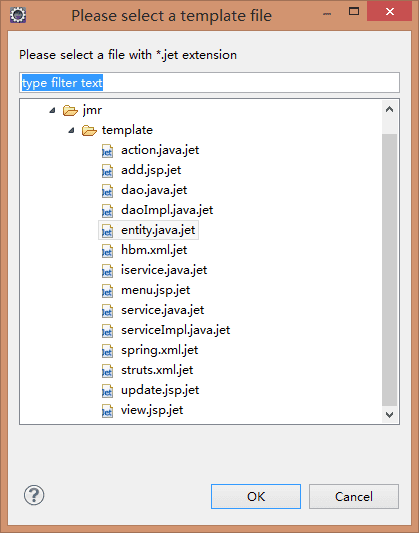 Please select a template file
Please select a file with *.jet extension
type filter text
jmr
template
action.java.jet
add.jsp.jet
dao.java.jet
daoImpl.java.jet
entity.java.jet
hbm.xml.jet
iservice.java.jet
menu.jsp.jet
service.java.jet
serviceImpl.java.jet
spring.xml.jet
struts.xml.jet
update.jsp.jet
view.jsp.jet
OK Cancel